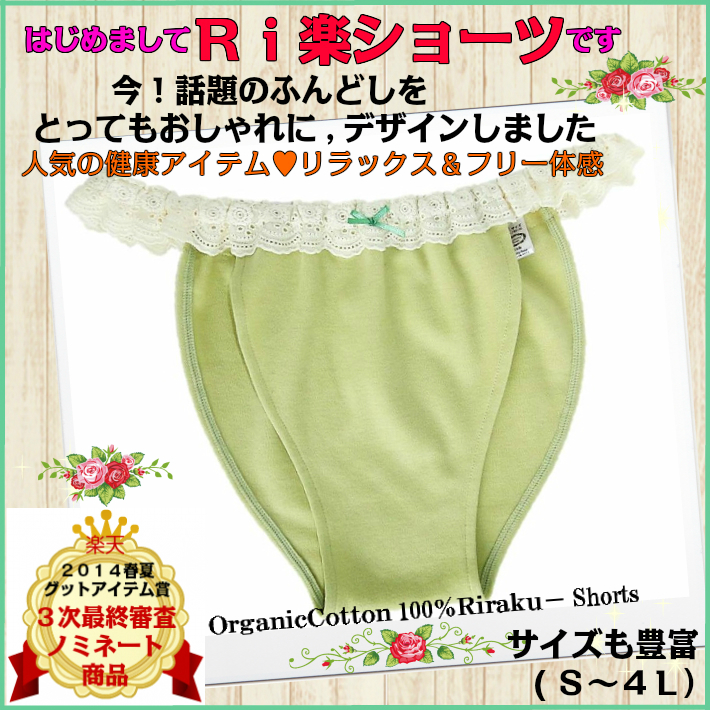 はじめましてＲｉ楽ショーツです
今！話題のふんどしを
とってもおしゃれに，デザインしました
人気の健康アイテム♥リラックス＆フリー体感
楽天
２０１４春夏
グットアイテム賞
３次最終審査
ノミネート
商品
OrganicCotton 100%Riraku－ Shorts
サイズも豊富
(Ｓ～４Ｌ)